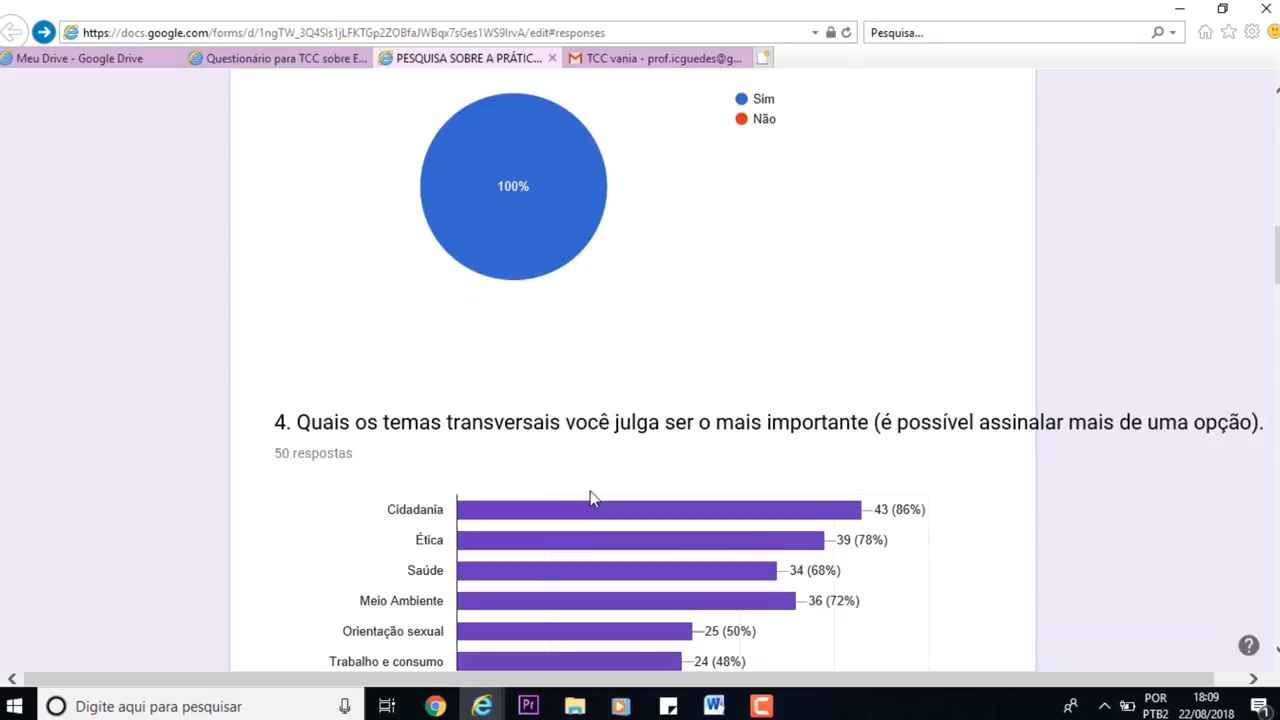 https://docs.google.com/forms/d/1ngTW_3Q4SIs1jLFKTGp2ZOBfaJWBqx7sGes1WS9IrvA/edit#responses
Pesquisa...
Meu Drive - Google Drive
Questionário para TCC sobre E...
PESQUISA SOBRE A PRÁTIC...
TCC vania - prof.icguedes@g...
Sim
Não
100%
4. Quais os temas transversais você julga ser o mais importante (é possível assinalar mais de uma opção).
50 respostas
Cidadania 43 (86%)
Ética 39 (78%)
Saúde 34 (68%)
Meio Ambiente 36 (72%)
Orientação sexual 25 (50%)
Trabalho e consumo 24 (48%)
Digite aqui para pesquisar
POR
PTB2
18:09
22/08/2018